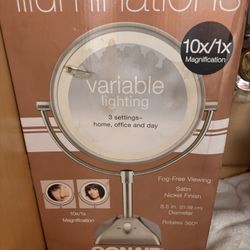 illuminations
10x/1x
Magnification
variable
lighting
3 settings–
home, office and day
Fog-Free Viewing
Satin
Nickel Finish
8.5 in. (21.59 cm)
Diameter
Rotates 360°
10x/1x
Magnification
CONAIR